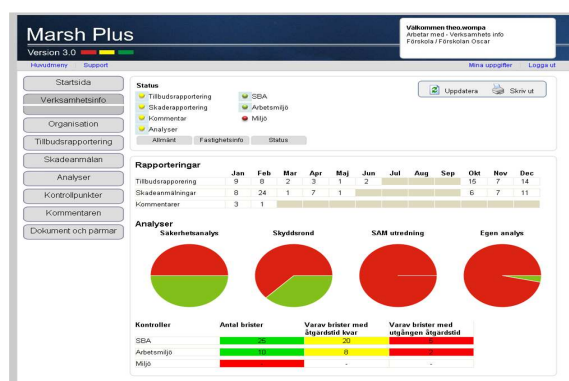 Marsh Plus
Version 3.0
Välkommen theo.wompa
Arbetar med - Verksamhets info
Förskola / Förskolan Oscar
Huvudmeny Support Mina uppgifter Logga ut
Startsida
Verksamhetsinfo
Organisation
Tillbudsrapportering
Skadeanmälan
Analyser
Kontrollpunkter
Kommentaren
Dokument och pärmar
Status
Tillbudsrapportering SBA
Skaderapportering Arbetsmiljö
Kommentar Miljö
Analyser
Allmänt Fastighetsinfo Status
Uppdatera Skriv ut
Rapporteringar
Jan Feb Mar Apr Maj Jun Jul Aug Sep Okt Nov Dec
Tillbudsrapporering 9 8 2 3 1 2 15 7 14
Skadeanmälningar 8 24 1 7 1 6 7 11
Kommentarer 3 1
Analyser
Säkerhetsanalys Skyddsrond SAM utredning Egen analys
Kontroller Antal brister Varav brister med åtgärdstid kvar Varav brister med utgången åtgärdstid
SBA 25 20 5
Arbetsmiljö 10 8 2
Miljö - - -